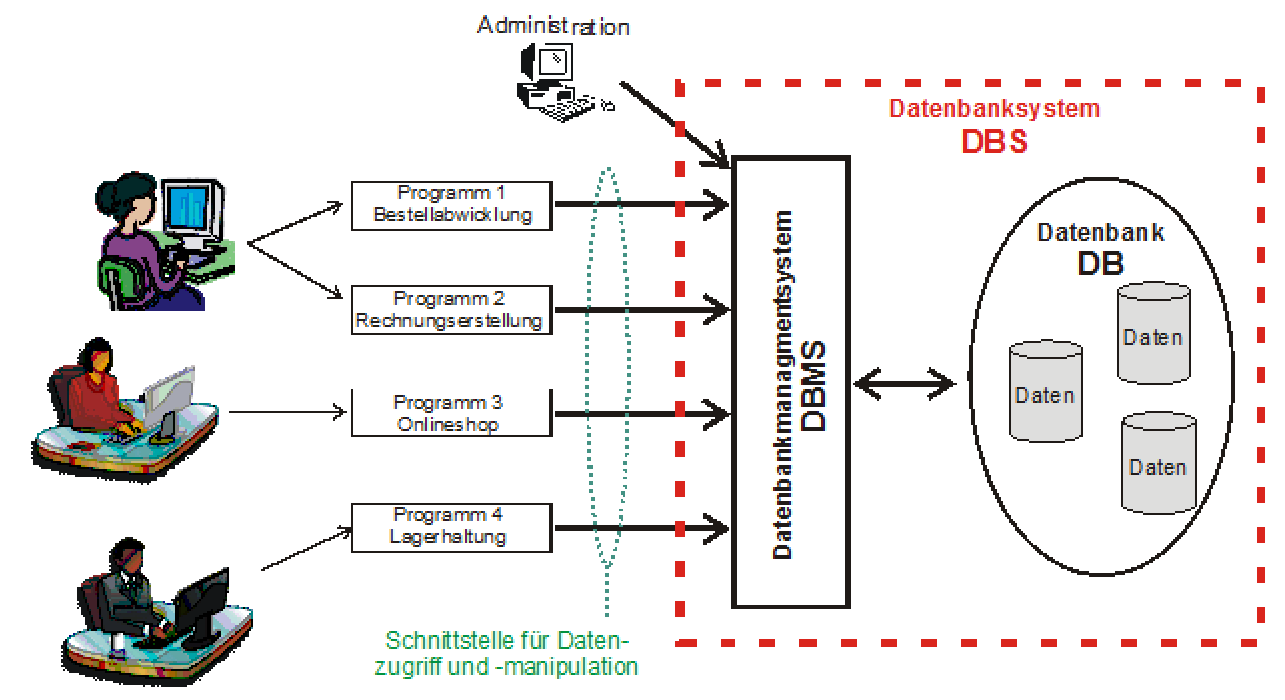 Administration
Datenbanksystem
DBS
Programm 1
Bestellabwicklung
Programm 2
Rechnungserstellung
Programm 3
Onlineshop
Programm 4
Lagerhaltung
Datenbankmanagmentsystem
DBMS
Datenbank
DB
Daten
Daten
Daten
Schnittstelle für Daten-
zugriff und -manipulation